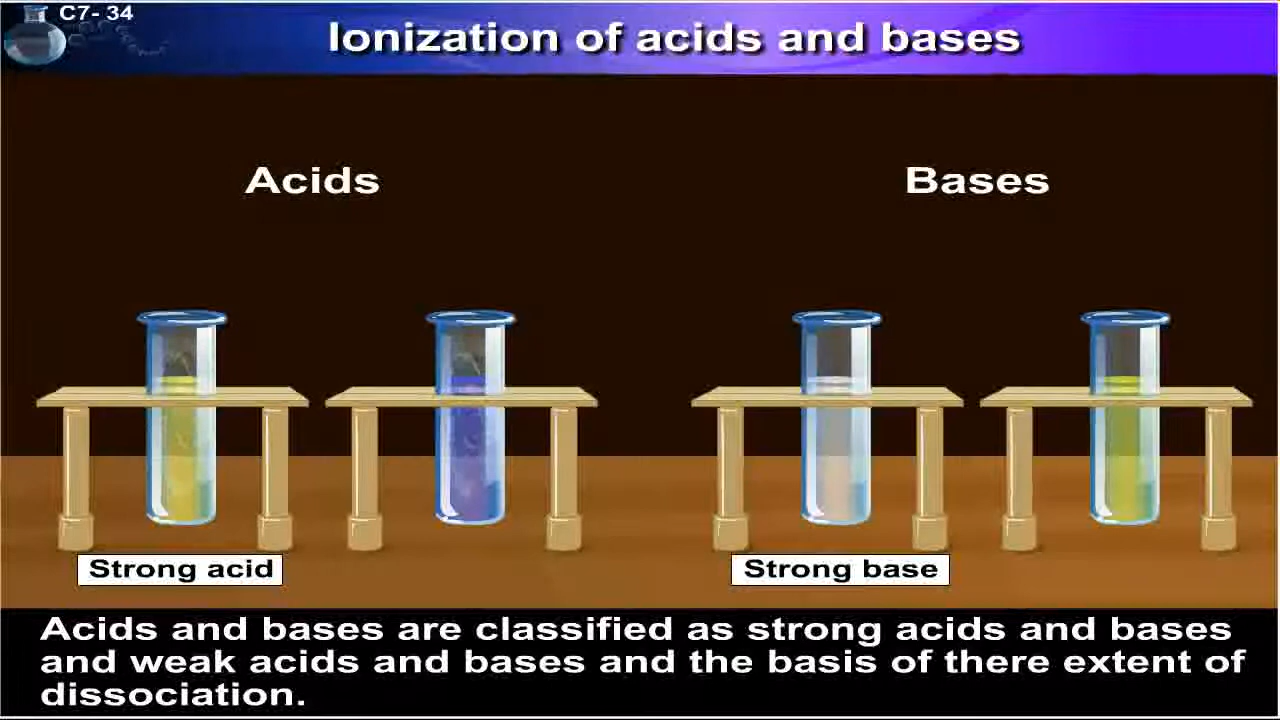 C7- 34
Ionization of acids and bases
Acids
Bases
Strong acid
Strong base
Acids and bases are classified as strong acids and bases
and weak acids and bases and the basis of there extent of
dissociation.